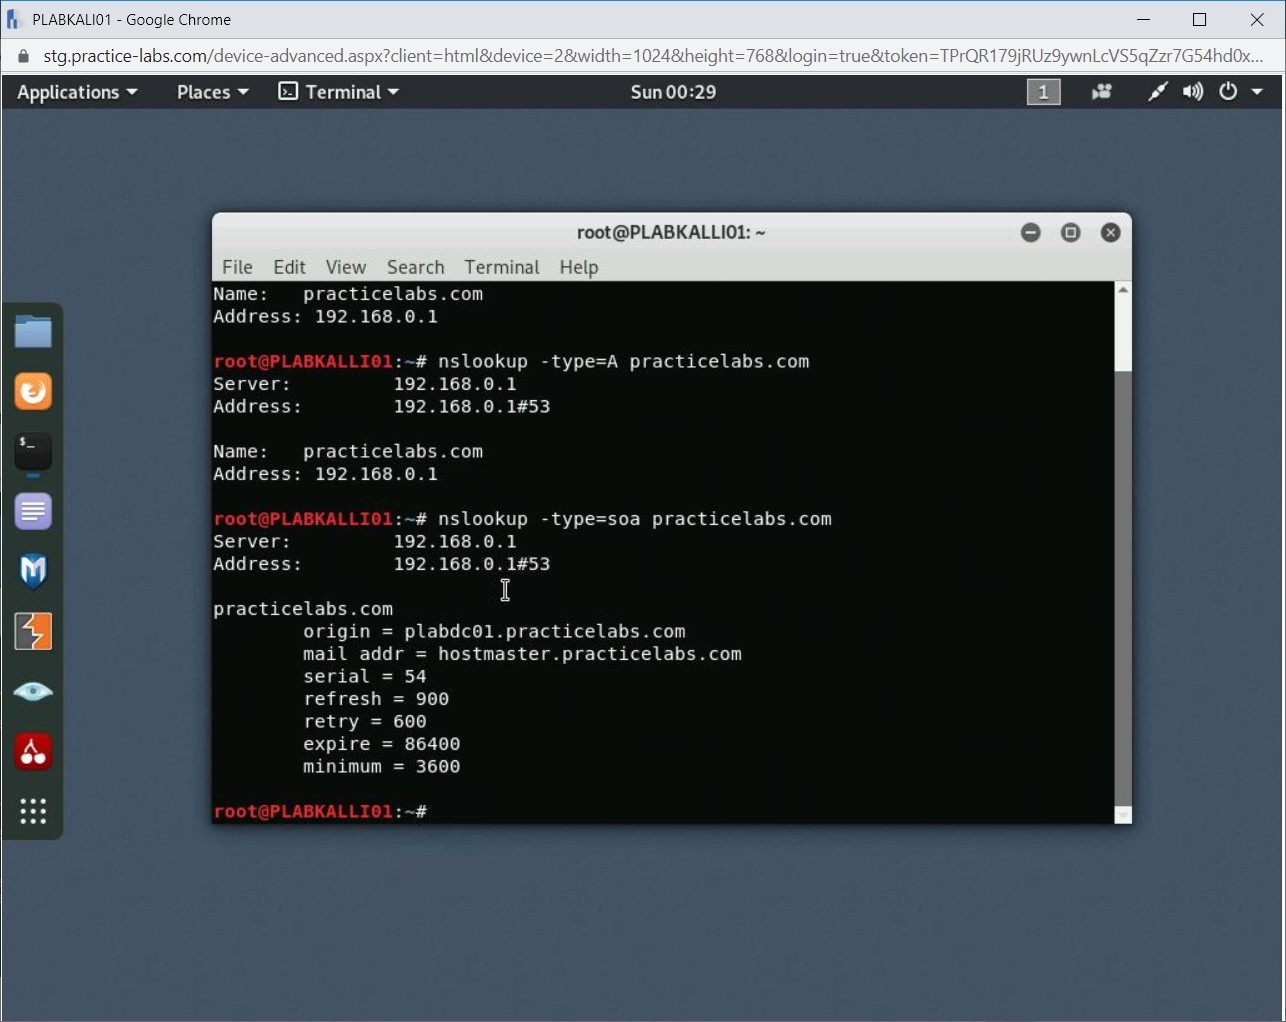 PLABKALI01 - Google Chrome
stg.practice-labs.com/device-advanced.aspx?client=html&device=2&width=1024&height=768&login=true&token=TPrQR179jRUz9ywnLcVS5qZzr7G54hd0x...
Applications Places Terminal Sun 00:29 1
root@PLABKALLI01: ~
File Edit View Search Terminal Help
Name: practicelabs.com
Address: 192.168.0.1
root@PLABKALLI01:~# nslookup -type=A practicelabs.com
Server: 192.168.0.1
Address: 192.168.0.1#53
Name: practicelabs.com
Address: 192.168.0.1
root@PLABKALLI01:~# nslookup -type=soa practicelabs.com
Server: 192.168.0.1
Address: 192.168.0.1#53
practicelabs.com
origin = plabdc01.practicelabs.com
mail addr = hostmaster.practicelabs.com
serial = 54
refresh = 900
retry = 600
expire = 86400
minimum = 3600
root@PLABKALLI01:~#
$_